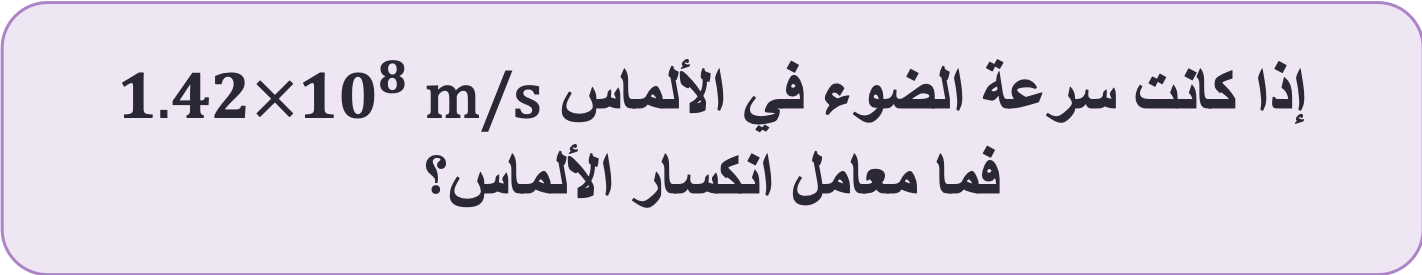 إذا كانت سرعة الضوء في الألماس 1.42×10⁸ m/s
فما معامل انكسار الألماس؟